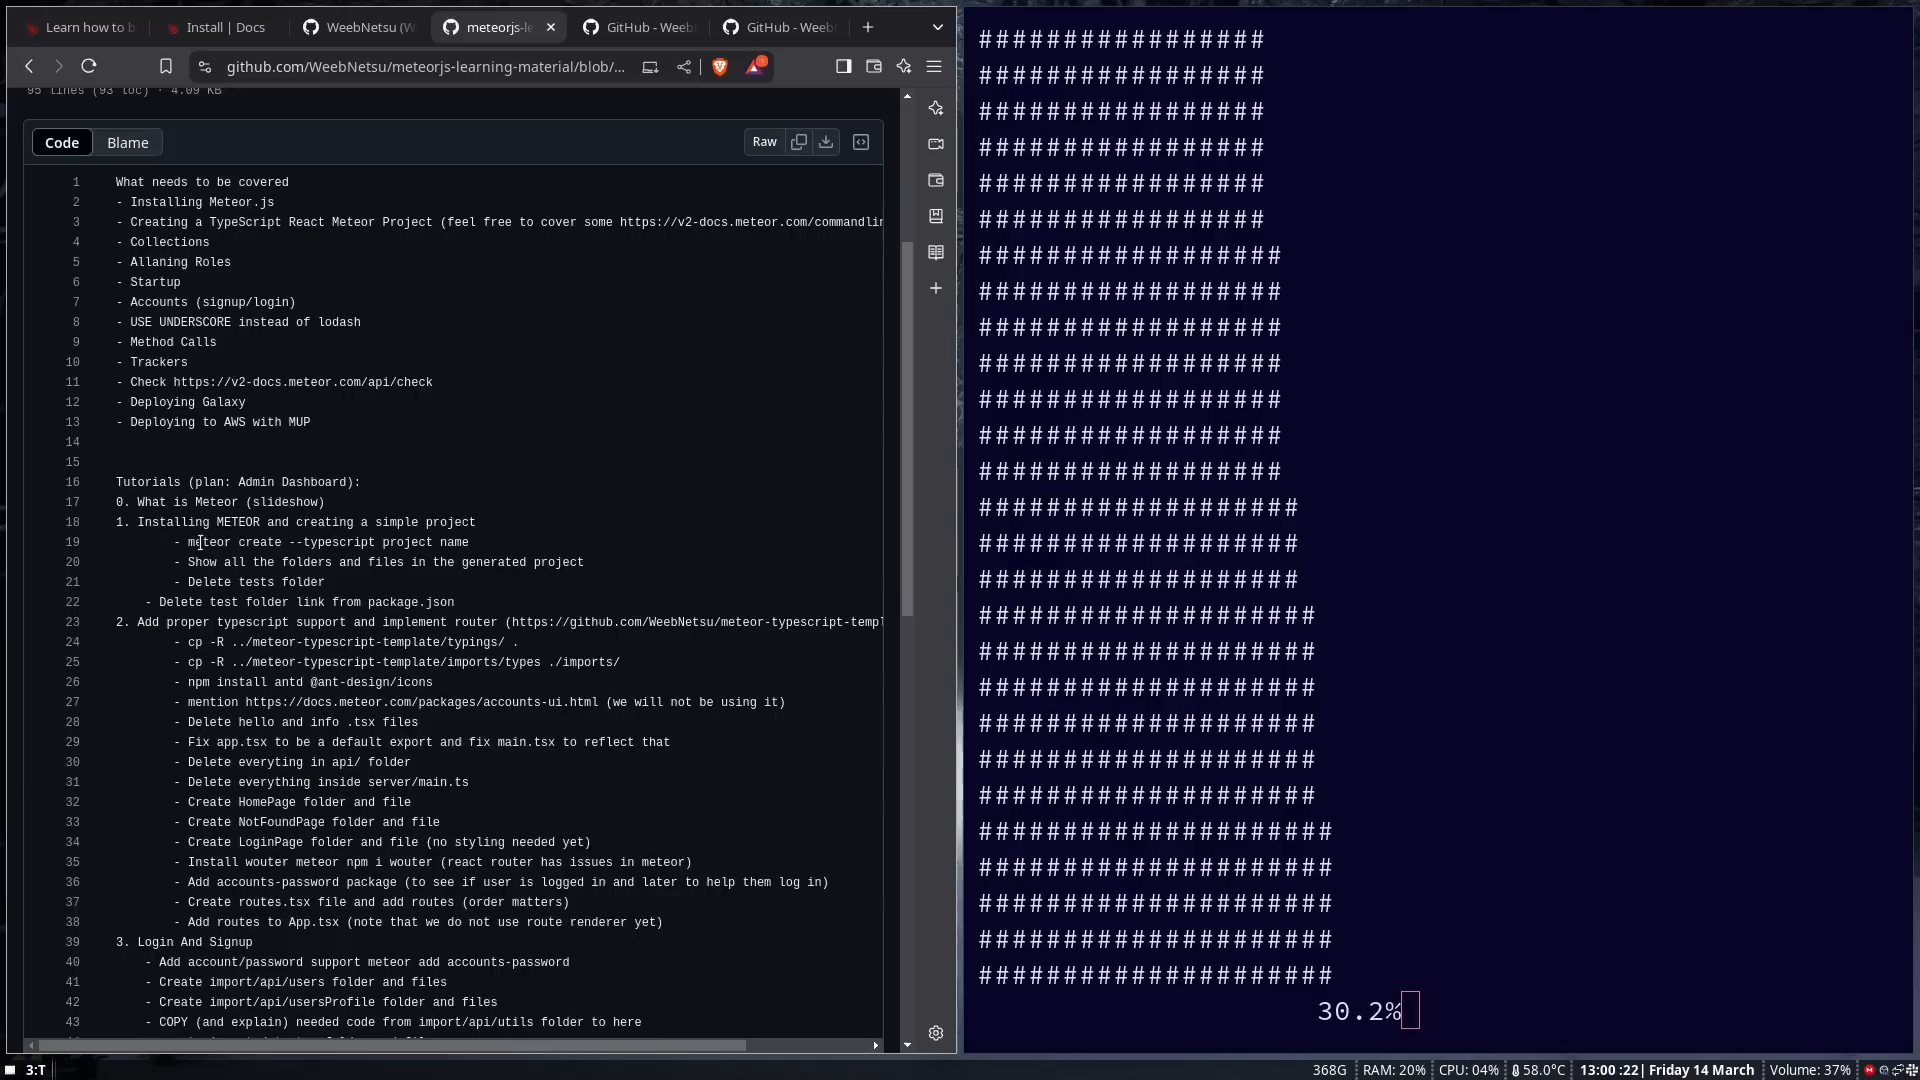 Learn how to b
Install | Docs
WeebNetsu (W
meteorjs-le
GitHub - Weeb
GitHub - Weeb
github.com/WeebNetsu/meteorjs-learning-material/blob/...
1
95 lines (93 loc) · 4.09 KB
Code
Blame
Raw
1 What needs to be covered
2 - Installing Meteor.js
3 - Creating a TypeScript React Meteor Project (feel free to cover some https://v2-docs.meteor.com/commandlin
4 - Collections
5 - Allaning Roles
6 - Startup
7 - Accounts (signup/login)
8 - USE UNDERSCORE instead of lodash
9 - Method Calls
10 - Trackers
11 - Check https://v2-docs.meteor.com/api/check
12 - Deploying Galaxy
13 - Deploying to AWS with MUP
14
15
16 Tutorials (plan: Admin Dashboard):
17 0. What is Meteor (slideshow)
18 1. Installing METEOR and creating a simple project
19 - meteor create --typescript project name
20 - Show all the folders and files in the generated project
21 - Delete tests folder
22 - Delete test folder link from package.json
23 2. Add proper typescript support and implement router (https://github.com/WeebNetsu/meteor-typescript-templ
24 - cp -R ../meteor-typescript-template/typings/ .
25 - cp -R ../meteor-typescript-template/imports/types ./imports/
26 - npm install antd @ant-design/icons
27 - mention https://docs.meteor.com/packages/accounts-ui.html (we will not be using it)
28 - Delete hello and info .tsx files
29 - Fix app.tsx to be a default export and fix main.tsx to reflect that
30 - Delete everyting in api/ folder
31 - Delete everything inside server/main.ts
32 - Create HomePage folder and file
33 - Create NotFoundPage folder and file
34 - Create LoginPage folder and file (no styling needed yet)
35 - Install wouter meteor npm i wouter (react router has issues in meteor)
36 - Add accounts-password package (to see if user is logged in and later to help them log in)
37 - Create routes.tsx file and add routes (order matters)
38 - Add routes to App.tsx (note that we do not use route renderer yet)
39 3. Login And Signup
40 - Add account/password support meteor add accounts-password
41 - Create import/api/users folder and files
42 - Create import/api/usersProfile folder and files
43 - COPY (and explain) needed code from import/api/utils folder to here
#################
#################
#################
#################
#################
#################
##################
##################
##################
##################
##################
##################
##################
###################
###################
###################
####################
####################
####################
####################
####################
####################
#####################
#####################
#####################
#####################
#####################
30.2%
3:T
368G
RAM: 20%
CPU: 04%
58.0°C
13:00 :22| Friday 14 March
Volume: 37%